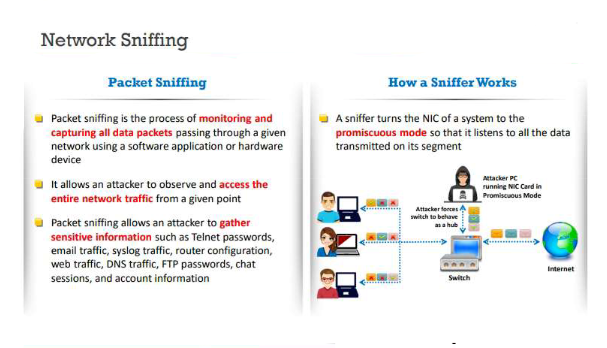 Network Sniffing
Packet Sniffing
Packet sniffing is the process of monitoring and
capturing all data packets passing through a given
network using a software application or hardware
device
It allows an attacker to observe and access the
entire network traffic from a given point
Packet sniffing allows an attacker to gather
sensitive information such as Telnet passwords,
email traffic, syslog traffic, router configuration,
web traffic, DNS traffic, FTP passwords, chat
sessions, and account information
How a Sniffer Works
A sniffer turns the NIC of a system to the
promiscuous mode so that it listens to all the data
transmitted on its segment
Attacker PC
running NIC Card in
Promiscuous Mode
Attacker forces
switch to behave
as a hub
Switch
Internet